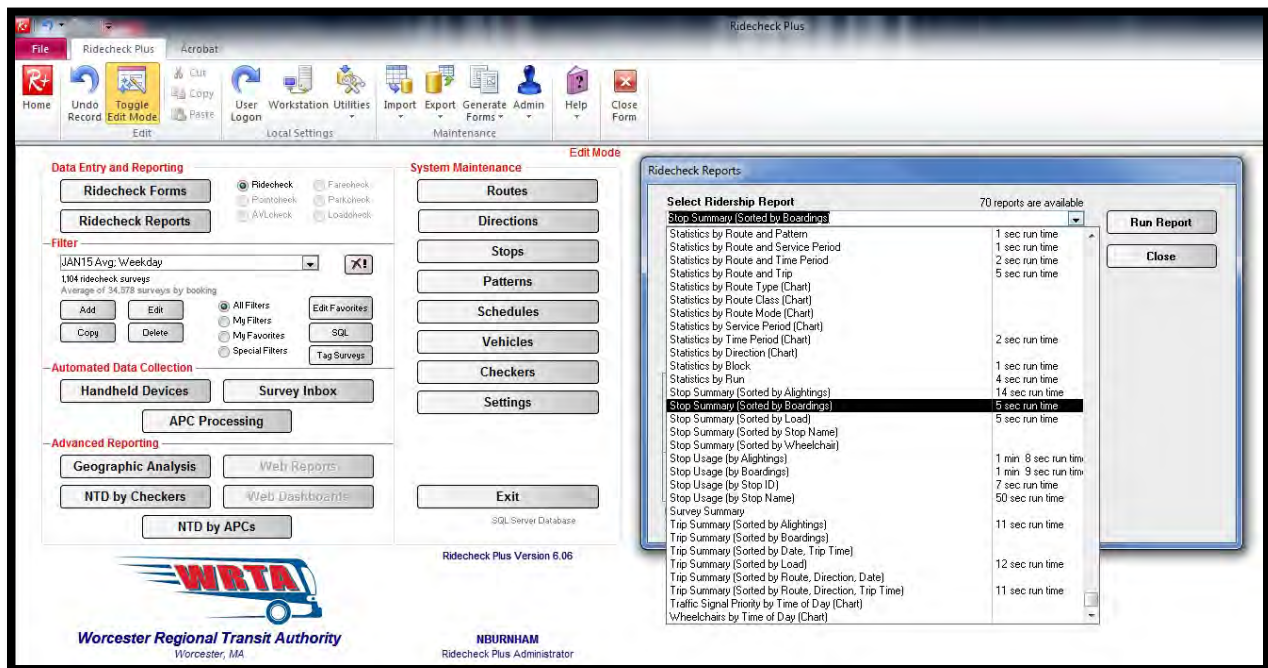 Ridecheck Plus
File Ridecheck Plus Acrobat
Home
Undo Record
Toggle Edit Mode
Cut
Copy
Paste
Edit
User Logon
Workstation
Utilities
Local Settings
Import
Export
Generate Forms
Admin
Maintenance
Help
Close Form
Edit Mode
Data Entry and Reporting
Ridecheck Forms
Ridecheck Reports
Ridecheck Farecheck
Pointcheck Parkcheck
AVLcheck Loadcheck
Filter
JAN15 Avg; Weekday
1,104 ridecheck surveys
Average of 34,578 surveys by booking
Add Edit
Copy Delete
All Filters
My Filters
My Favorites
Special Filters
Edit Favorites
SQL
Tag Surveys
Automated Data Collection
Handheld Devices Survey Inbox
APC Processing
Advanced Reporting
Geographic Analysis Web Reports
NTD by Checkers Web Dashboards
NTD by APCs
WRTA
Worcester Regional Transit Authority
Worcester, MA
System Maintenance
Routes
Directions
Stops
Patterns
Schedules
Vehicles
Checkers
Settings
Exit
SQL Server Database
Ridecheck Plus Version 6.06
NBURNHAM
Ridecheck Plus Administrator
Ridecheck Reports
Select Ridership Report 70 reports are available
Stop Summary (Sorted by Boardings)
Run Report
Close
Statistics by Route and Pattern 1 sec run time
Statistics by Route and Service Period 1 sec run time
Statistics by Route and Time Period 2 sec run time
Statistics by Route and Trip 5 sec run time
Statistics by Route Type (Chart)
Statistics by Route Class (Chart)
Statistics by Route Mode (Chart)
Statistics by Service Period (Chart)
Statistics by Time Period (Chart) 2 sec run time
Statistics by Direction (Chart)
Statistics by Block 1 sec run time
Statistics by Run 4 sec run time
Stop Summary (Sorted by Alightings) 14 sec run time
Stop Summary (Sorted by Boardings) 5 sec run time
Stop Summary (Sorted by Load) 5 sec run time
Stop Summary (Sorted by Stop Name)
Stop Summary (Sorted by Wheelchair)
Stop Usage (by Alightings) 1 min 8 sec run time
Stop Usage (by Boardings) 1 min 9 sec run time
Stop Usage (by Stop ID) 7 sec run time
Stop Usage (by Stop Name) 50 sec run time
Survey Summary
Trip Summary (Sorted by Alightings) 11 sec run time
Trip Summary (Sorted by Boardings)
Trip Summary (Sorted by Date, Trip Time)
Trip Summary (Sorted by Load) 12 sec run time
Trip Summary (Sorted by Route, Direction, Date)
Trip Summary (Sorted by Route, Direction, Trip Time) 11 sec run time
Traffic Signal Priority by Time of Day (Chart)
Wheelchairs by Time of Day (Chart)